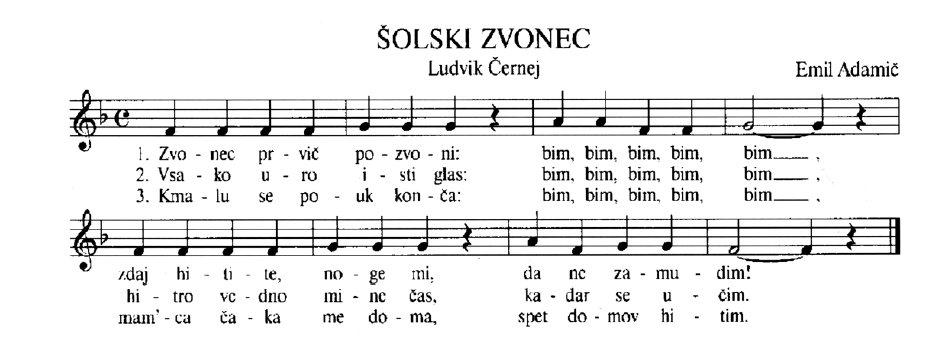 ŠOLSKI ZVONEC
Ludvik Černej
Emil Adamič
1. Zvo - nec pr - vič po - zvo - ni: bim, bim, bim, bim, bim___ ,
2. Vsa - ko u - ro i - sti glas: bim, bim, bim, bim, bim___ ,
3. Kma - lu se po - uk kon - ča: bim, bim, bim, bim, bim___ ,
zdaj hi - ti - te, no - ge mi, da ne za - mu - dim!
hi - tro ve - dno mi - ne čas, ka - dar se u - čim.
mam'- ca ča - ka me do - ma, spet do - mov hi - tim.